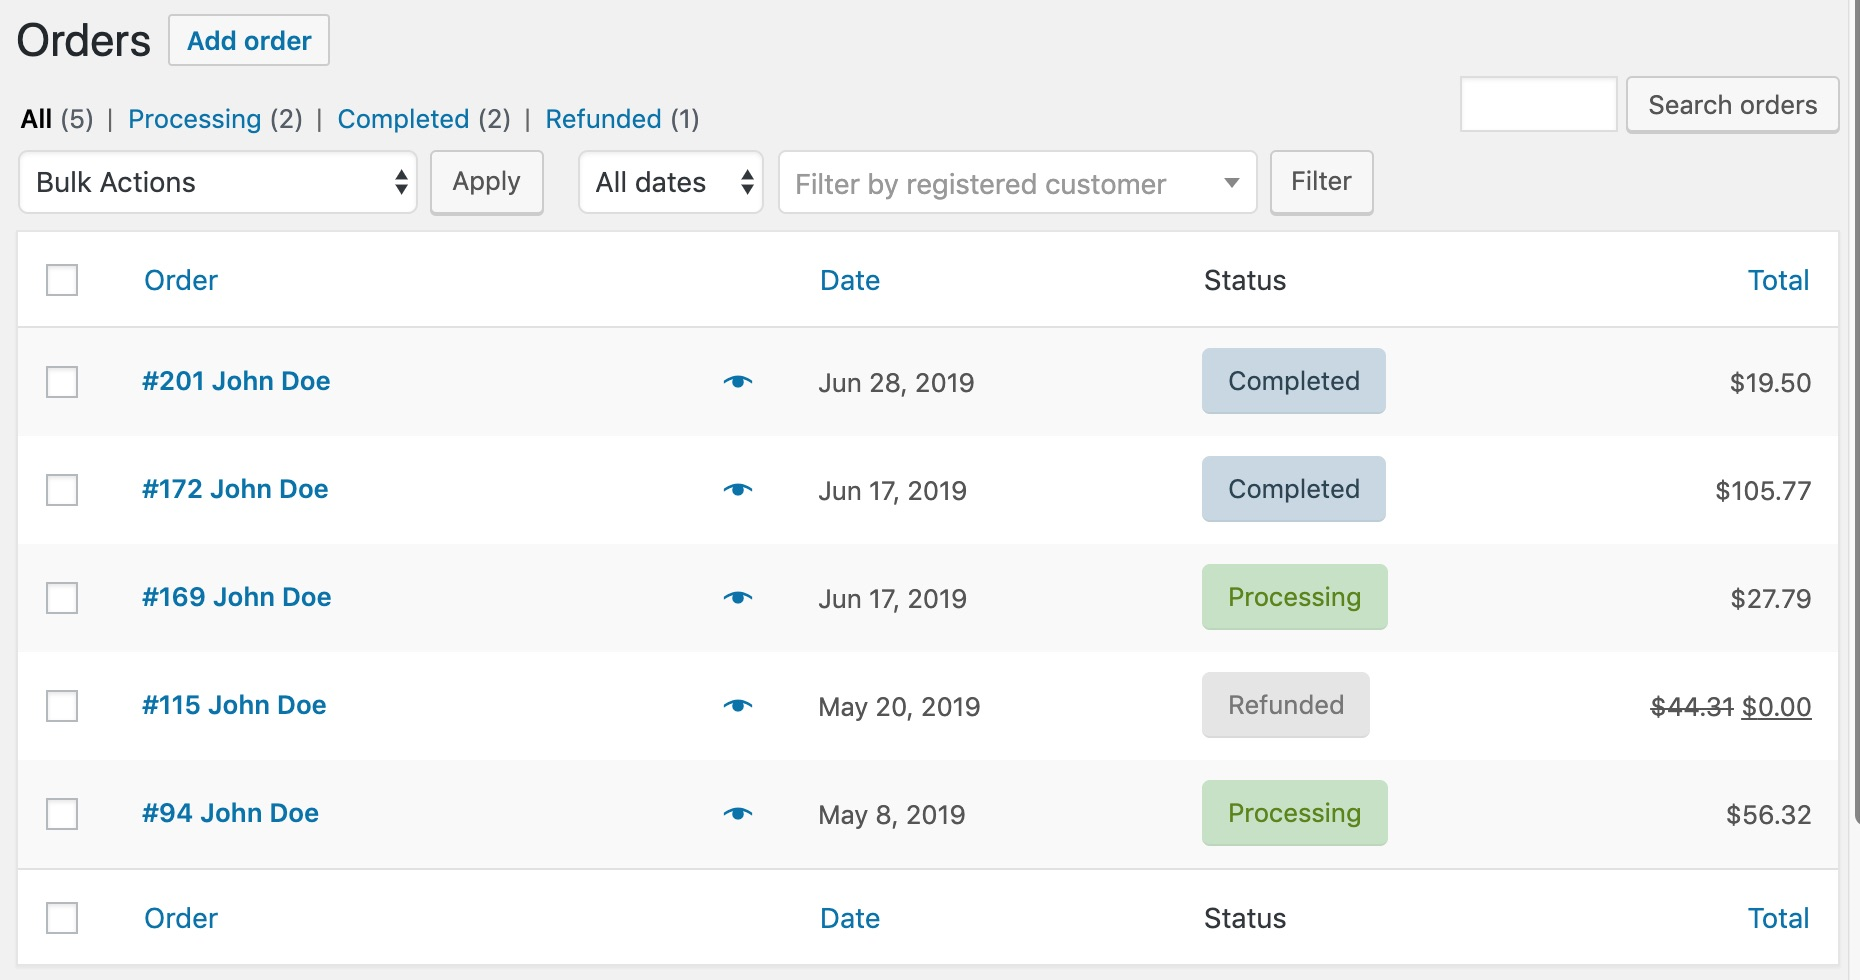 Orders Add order
All (5) | Processing (2) | Completed (2) | Refunded (1)
Search orders
Bulk Actions Apply All dates Filter by registered customer Filter
Order Date Status Total
#201 John Doe Jun 28, 2019 Completed $19.50
#172 John Doe Jun 17, 2019 Completed $105.77
#169 John Doe Jun 17, 2019 Processing $27.79
#115 John Doe May 20, 2019 Refunded $44.31 $0.00
#94 John Doe May 8, 2019 Processing $56.32
Order Date Status Total